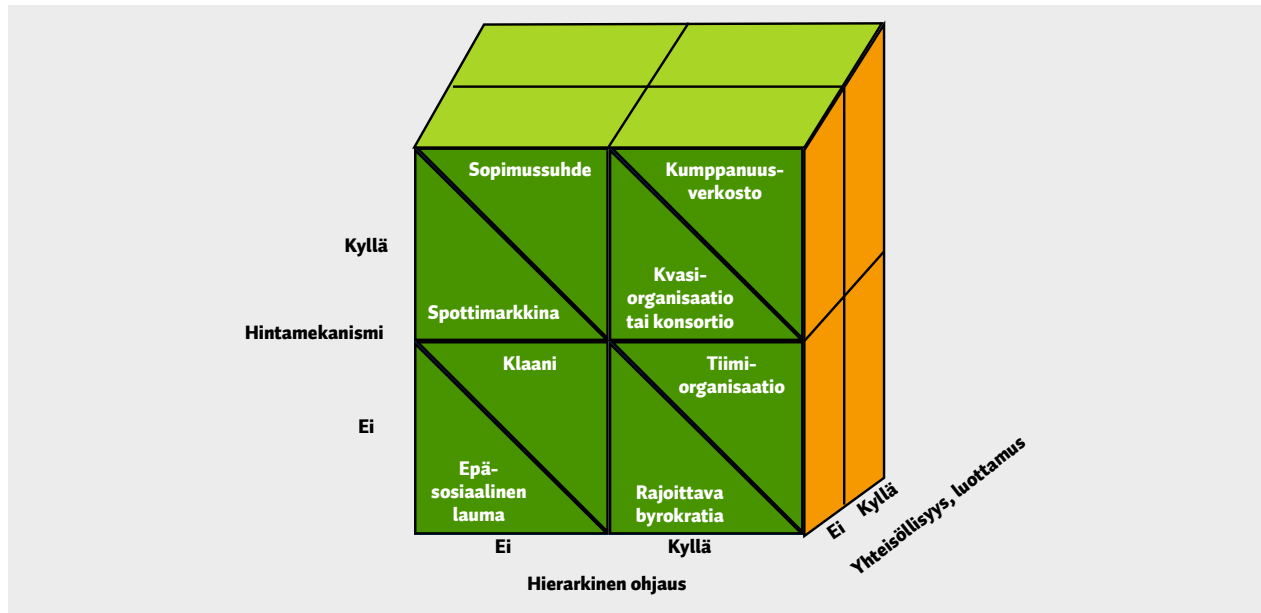 Sopimussuhde
Kumppanuus-
verkosto
Kyllä
Kvasi-
organisaatio
tai konsortio
Spottimarkkina
Hintamekanismi
Klaani
Tiimi-
organisaatio
Ei
Epä-
sosiaalinen
lauma
Rajoittava
byrokratia
Ei
Kyllä
Hierarkinen ohjaus
Ei
Kyllä
Yhteisöllisyys, luottamus